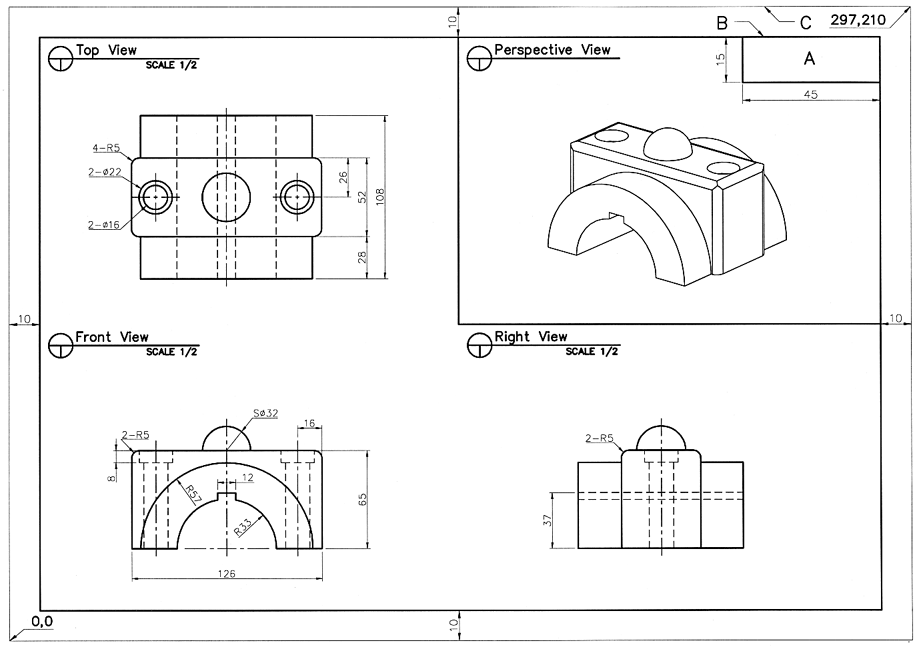 10
B
C
297,210
Top View
SCALE 1/2
Perspective View
15
A
45
4-R5
2-Ø22
2-Ø16
26
52
108
28
10
10
Front View
SCALE 1/2
Right View
SCALE 1/2
SØ32
16
2-R5
8
12
R57
R33
65
126
2-R5
37
0,0
10